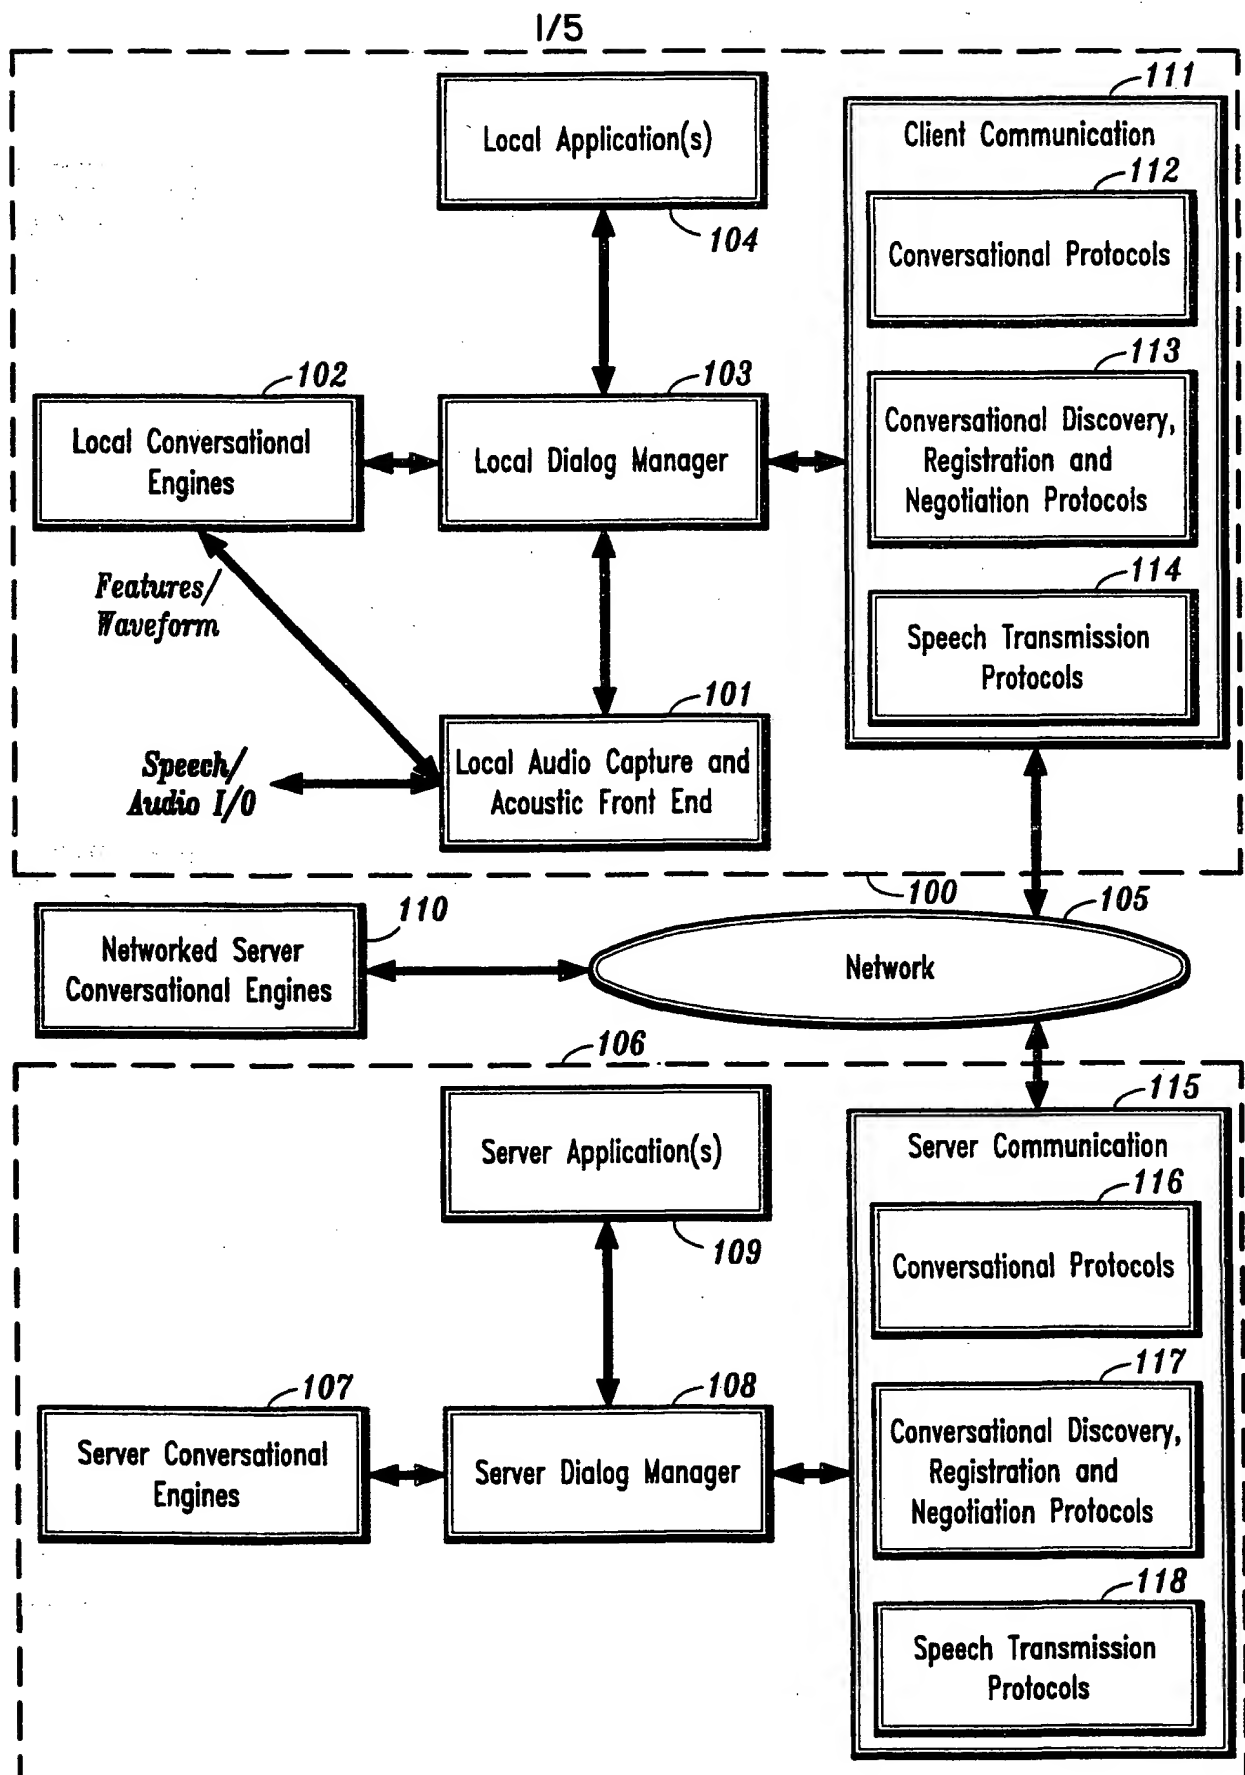 1/5
111
Local Application(s)
104
Client Communication
112
Conversational Protocols
113
Conversational Discovery,
Registration and
Negotiation Protocols
114
Speech Transmission
Protocols
102
Local Conversational
Engines
103
Local Dialog Manager
Features/
Waveform
101
Local Audio Capture and
Acoustic Front End
Speech/
Audio I/O
100
110
Networked Server
Conversational Engines
105
Network
106
Server Application(s)
109
115
Server Communication
116
Conversational Protocols
117
Conversational Discovery,
Registration and
Negotiation Protocols
118
Speech Transmission
Protocols
107
Server Conversational
Engines
108
Server Dialog Manager